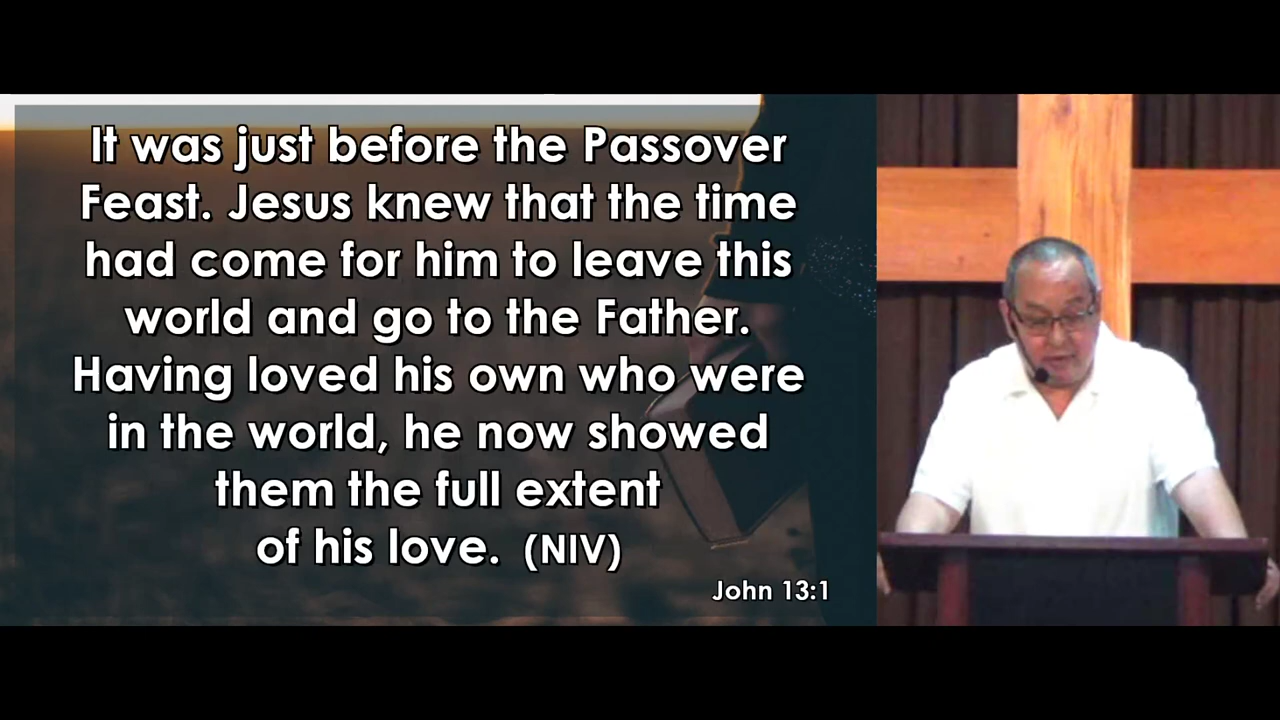 It was just before the Passover
Feast. Jesus knew that the time
had come for him to leave this
world and go to the Father.
Having loved his own who were
in the world, he now showed
them the full extent
of his love. (NIV)
John 13:1